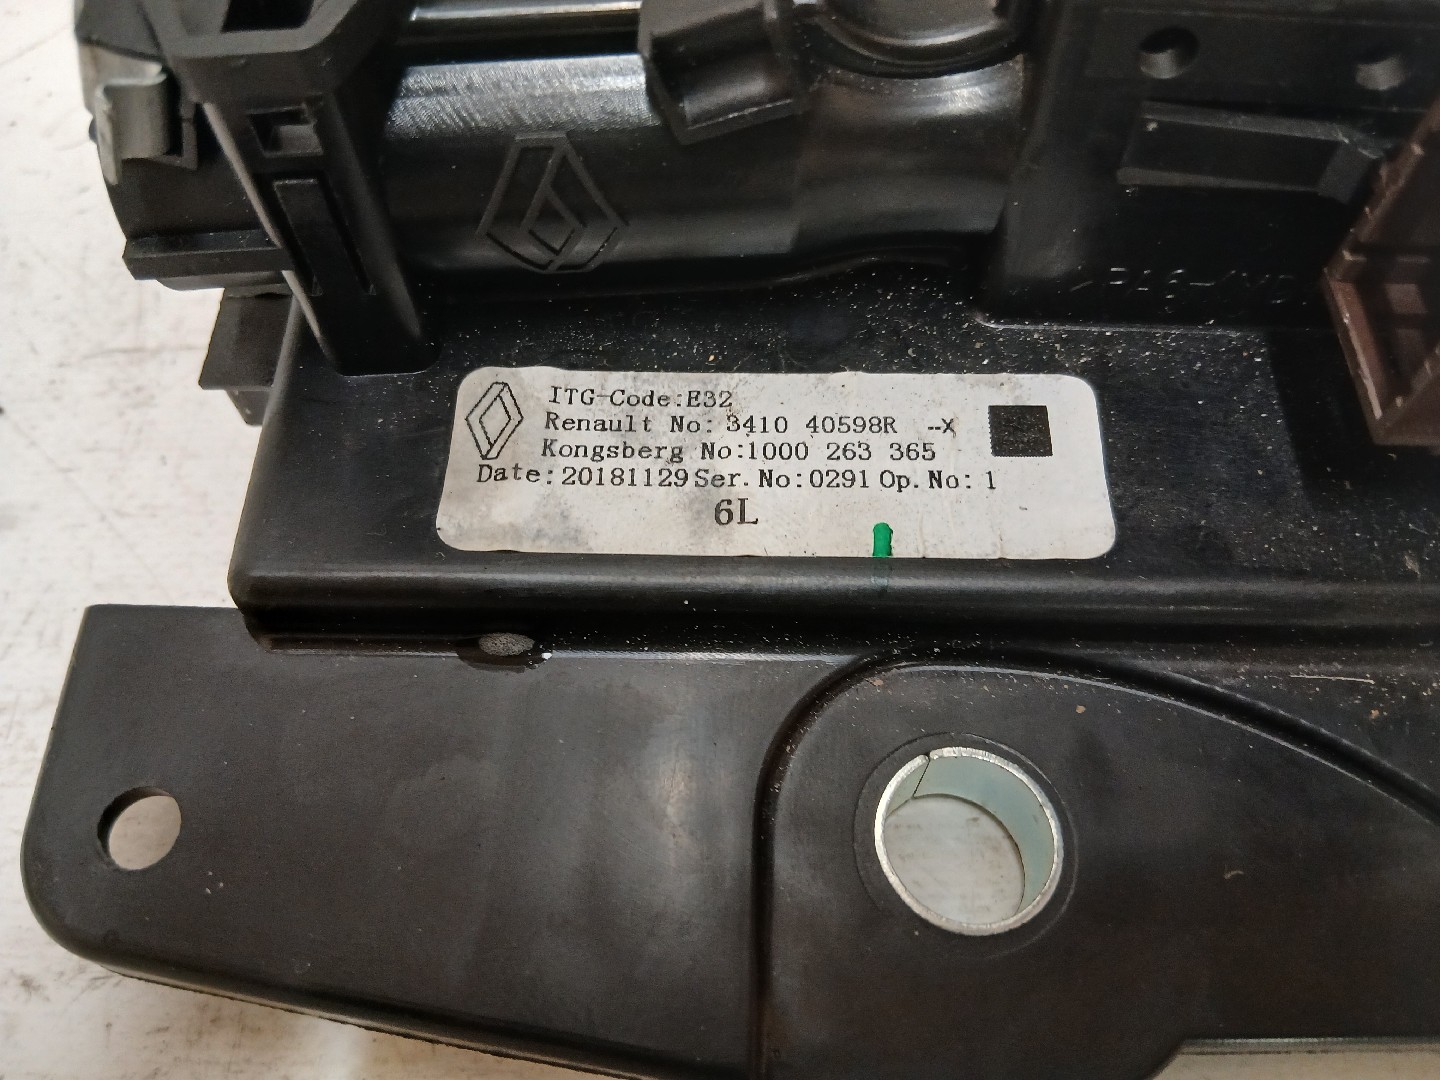 ITG-Code:E32
Renault No: 3410 40598R --X
Kongsberg No:1000 263 365
Date:20181129 Ser. No:0291 Op. No: 1
6L